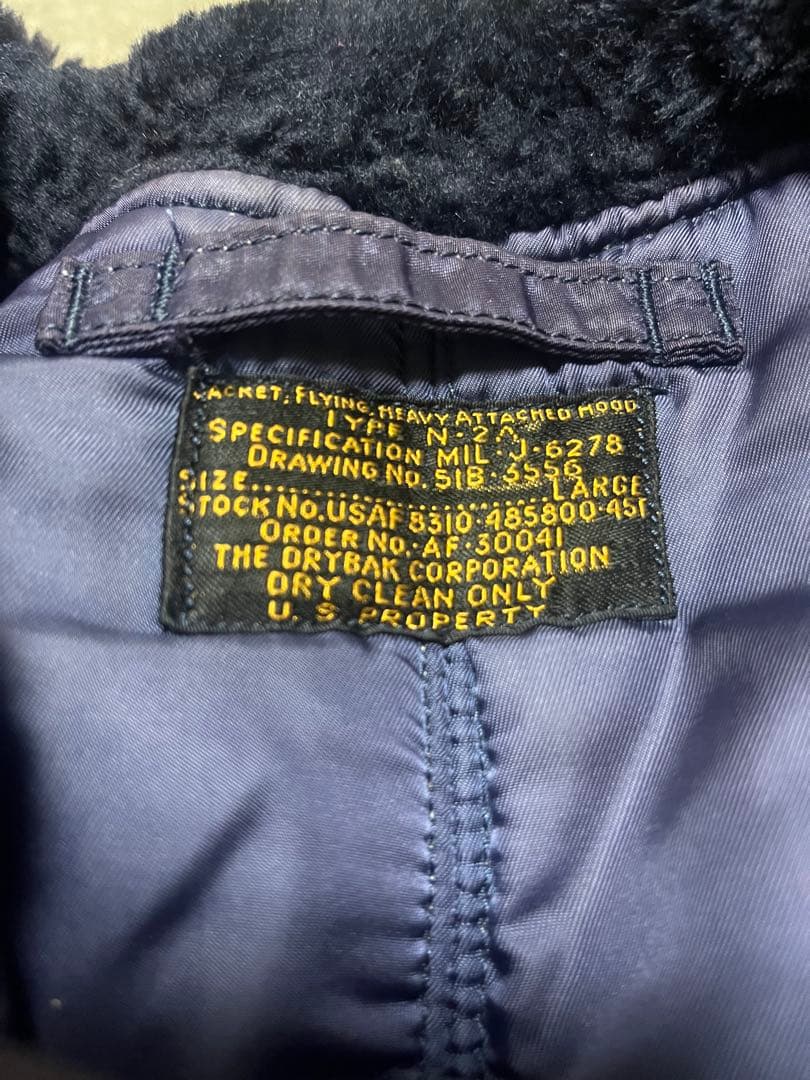 JACKET, FLYING, HEAVY ATTACHED HOOD
TYPE N-2A
SPECIFICATION MIL-J-6278
DRAWING NO. 51B-3556
SIZE....................LARGE
STOCK NO. USAF 8310-485800-451
ORDER NO.-AF-30041
THE DRYBAK CORPORATION
DRY CLEAN ONLY
U. S. PROPERTY